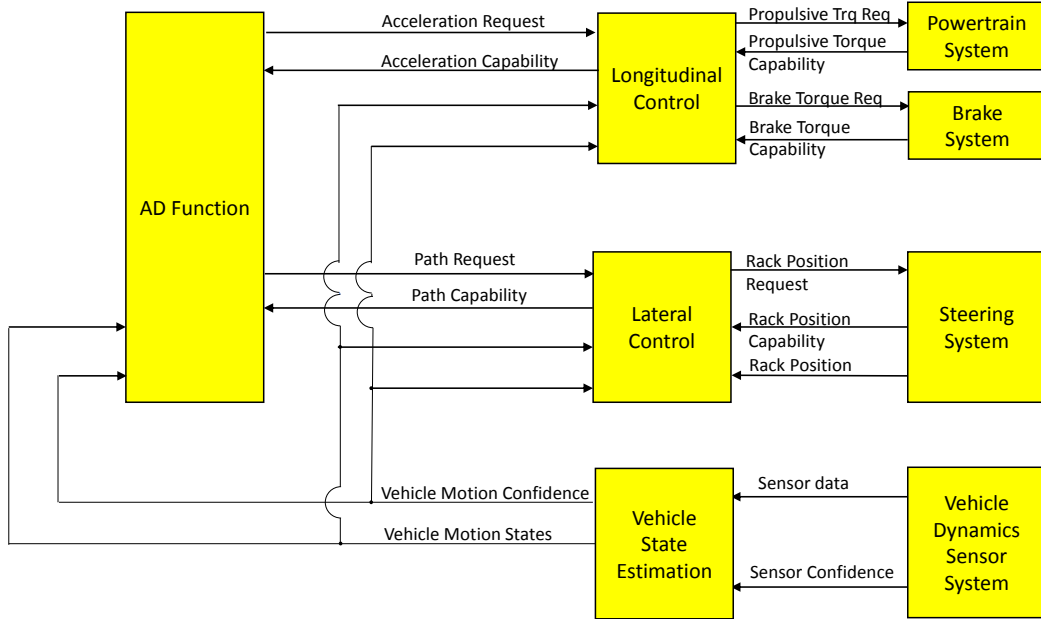 Acceleration Request
Acceleration Capability
AD Function
Longitudinal
Control
Propulsive Trq Req
Propulsive Torque
Capability
Brake Torque Req
Brake Torque
Capability
Powertrain
System
Brake
System
Path Request
Path Capability
Lateral
Control
Rack Position
Request
Rack Position
Capability
Rack Position
Steering
System
Vehicle Motion Confidence
Vehicle Motion States
Vehicle
State
Estimation
Sensor data
Sensor Confidence
Vehicle
Dynamics
Sensor
System